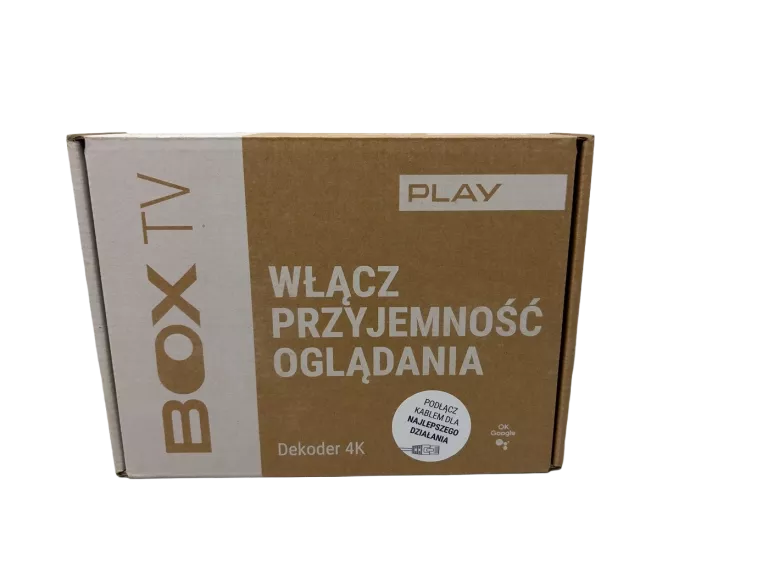 BOX TV
PLAY
WŁĄCZ
PRZYJEMNOŚĆ
OGLĄDANIA
PODŁĄCZ
KABLEM DLA
NAJLEPSZEGO
DZIAŁANIA
Dekoder 4K
OK
Google